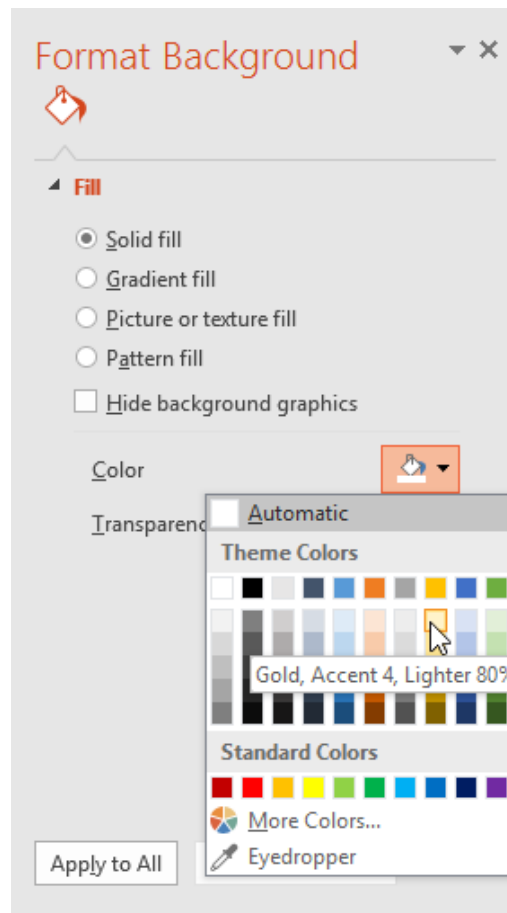 Format Background
Fill
Solid fill
Gradient fill
Picture or texture fill
Pattern fill
Hide background graphics
Color
Automatic
Transparenc
Theme Colors
Gold, Accent 4, Lighter 80%
Standard Colors
More Colors...
Apply to All
Eyedropper